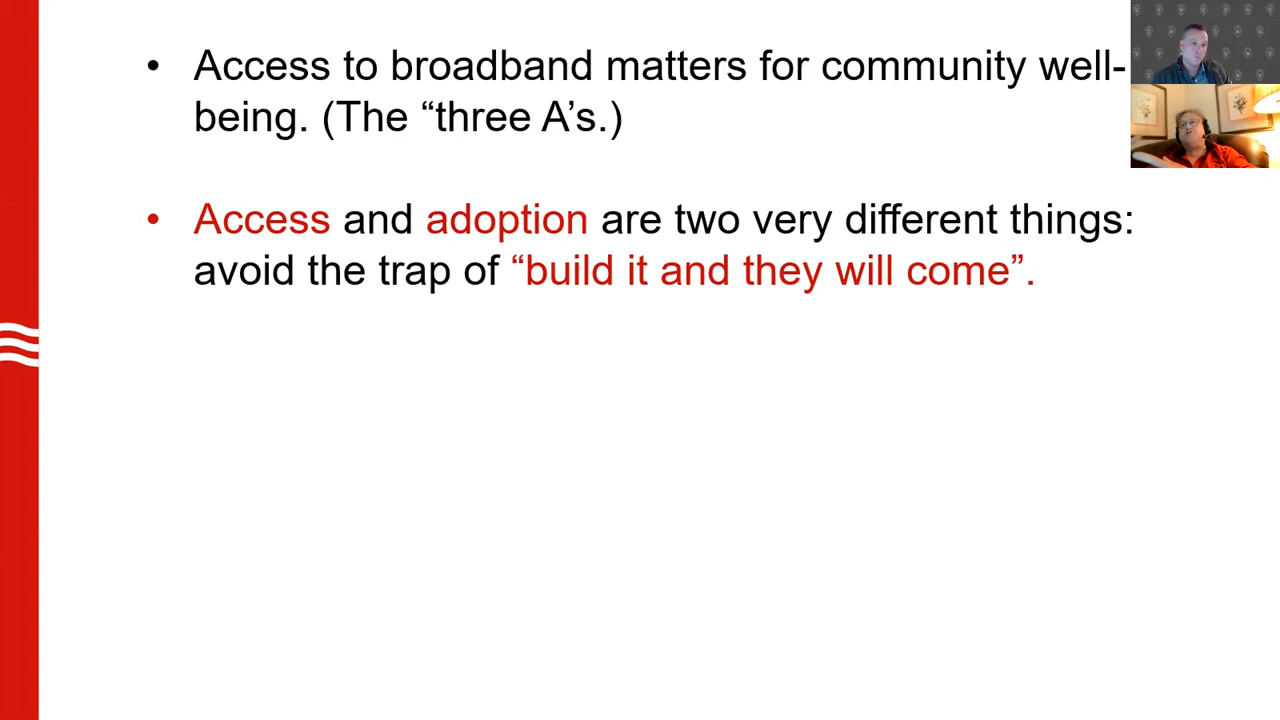 • Access to broadband matters for community well-
being. (The “three A’s.)
• Access and adoption are two very different things:
avoid the trap of “build it and they will come”.